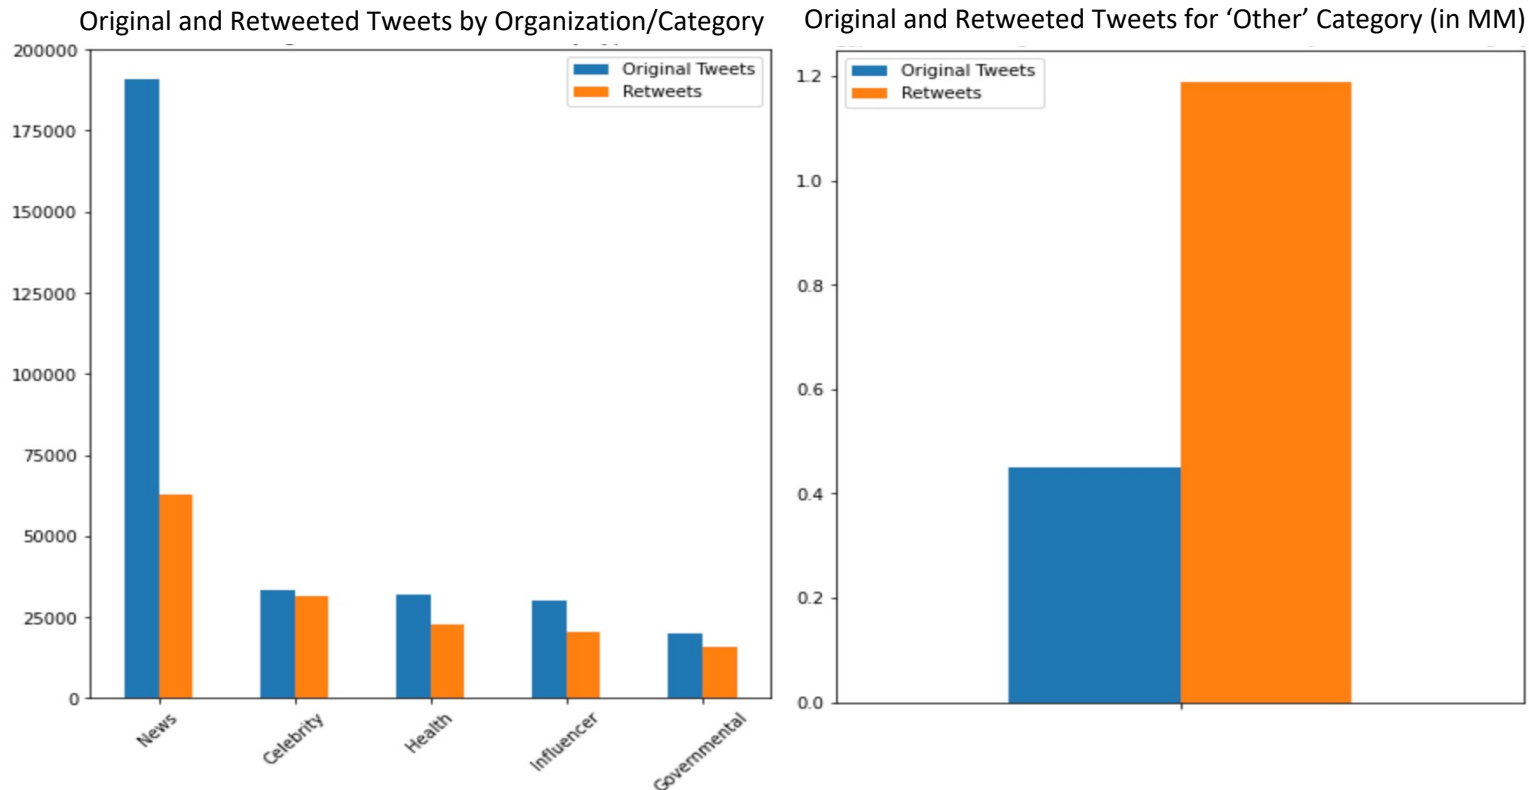 Original and Retweeted Tweets by Organization/Category
200000
175000
150000
125000
100000
75000
50000
25000
0
Original Tweets
Retweets
News
Celebrity
Health
Influencer
Governmental
Original and Retweeted Tweets for ‘Other’ Category (in MM)
1.2
1.0
0.8
0.6
0.4
0.2
0.0
Original Tweets
Retweets